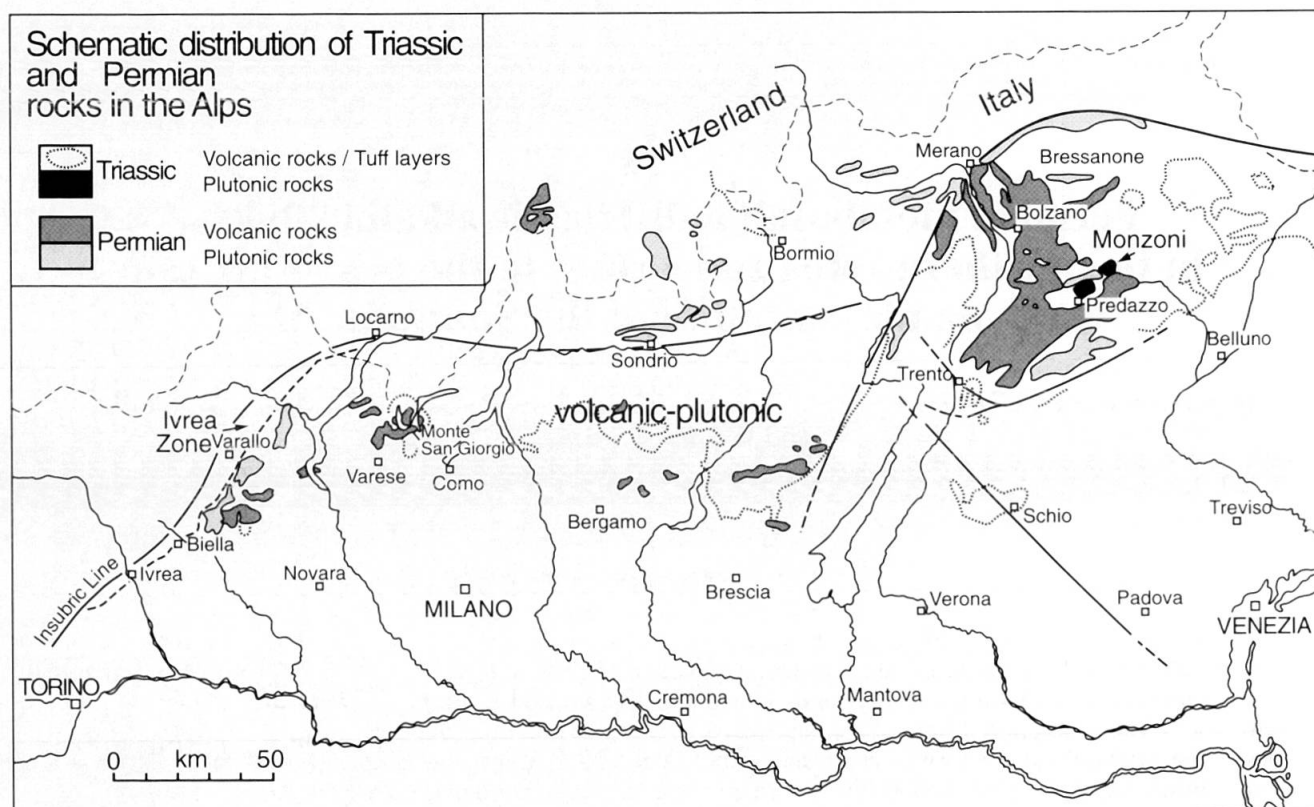 Schematic distribution of Triassic
and Permian
rocks in the Alps
Triassic
Volcanic rocks / Tuff layers
Plutonic rocks
Permian
Volcanic rocks
Plutonic rocks
Switzerland
Italy
Merano
Bressanone
Bolzano
Monzoni
Bormio
Predazzo
Locarno
Sondrio
Belluno
Trento
Ivrea
Zone
Varallo
volcanic-plutonic
Monte
San Giorgio
Varese
Como
Bergamo
Schio
Treviso
Biella
Insubric Line
Ivrea
Novara
MILANO
Brescia
Verona
Padova
VENEZIA
TORINO
Cremona
Mantova
0 km 50